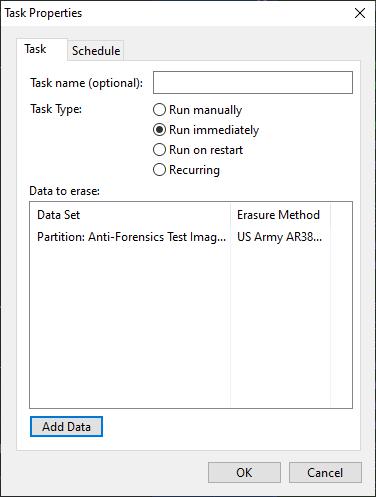 Task Properties
Task Schedule
Task name (optional):
Task Type: Run manually
Run immediately
Run on restart
Recurring
Data to erase:
Data Set Erasure Method
Partition: Anti-Forensics Test Imag... US Army AR38...
Add Data
OK Cancel